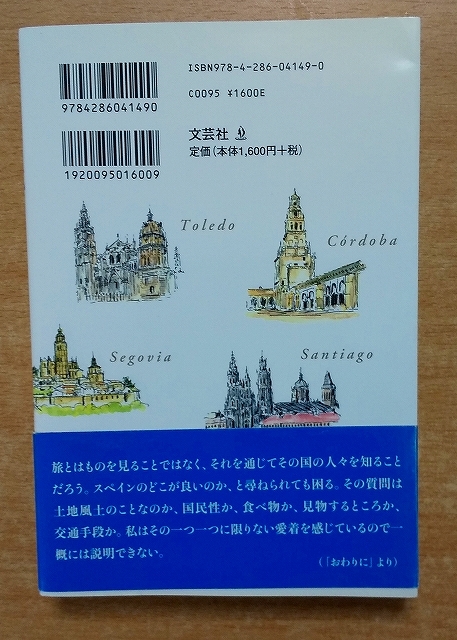 ISBN978-4-286-04149-0
9784286041490
C0095 ¥1600E
文芸社
定価(本体1,600円+税)
1920095016009
Toledo
Córdoba
Segovia
Santiago
旅とはものを見ることではなく、それを通じてその国の人々を知ること
だろう。スペインのどこが良いのか、と尋ねられても困る。その質問は
土地風土のことなのか、国民性か、食べ物か、見物するところか、
交通手段か。私はその一つ一つに限りない愛着を感じているので一
概には説明できない。
(「おわりに」より)